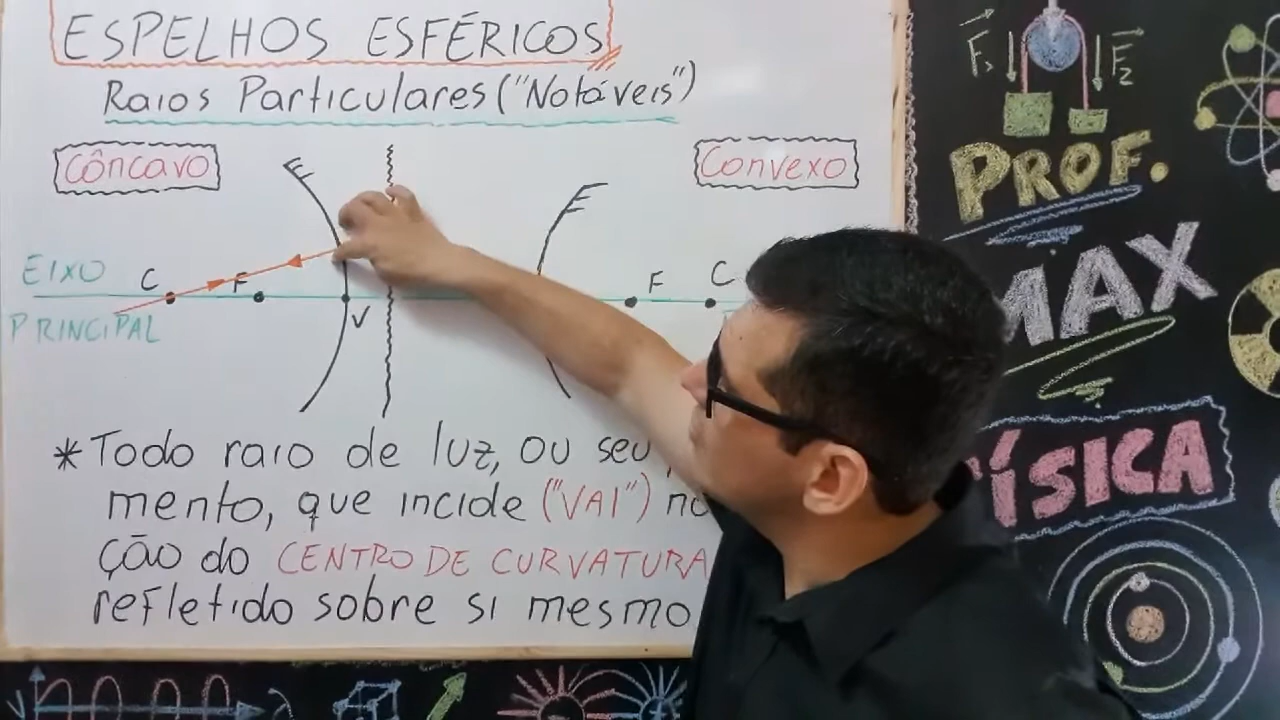 ESPELHOS ESFÉRICOS
Raios Particulares ("Notáveis")
Côncavo
Convexo
EIXO
PRINCIPAL
C
F
V
F
C
* Todo raio de luz, ou seu
mento, que incide ("VAI")
ção do CENTRO DE CURVATURA
refletido sobre si mesmo
F₁
F₂
PROF.
MAX
FÍSICA